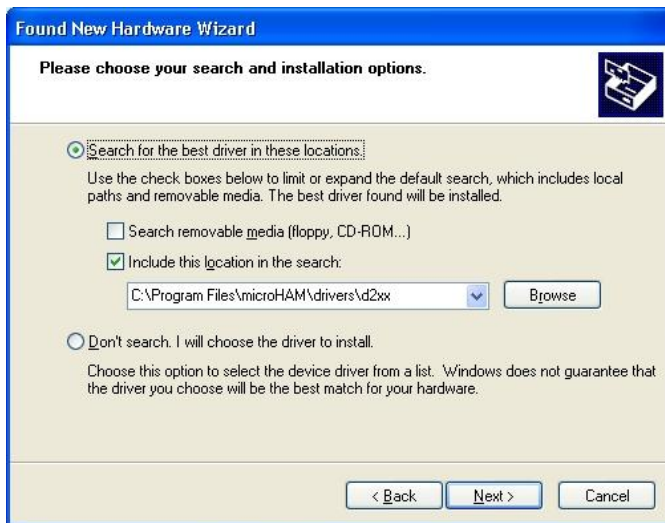 Found New Hardware Wizard
Please choose your search and installation options.
Search for the best driver in these locations.
Use the check boxes below to limit or expand the default search, which includes local
paths and removable media. The best driver found will be installed.
Search removable media (floppy, CD-ROM...)
Include this location in the search:
C:\Program Files\microHAM\drivers\d2xx
Browse
Don't search. I will choose the driver to install.
Choose this option to select the device driver from a list. Windows does not guarantee that
the driver you choose will be the best match for your hardware.
< Back
Next >
Cancel